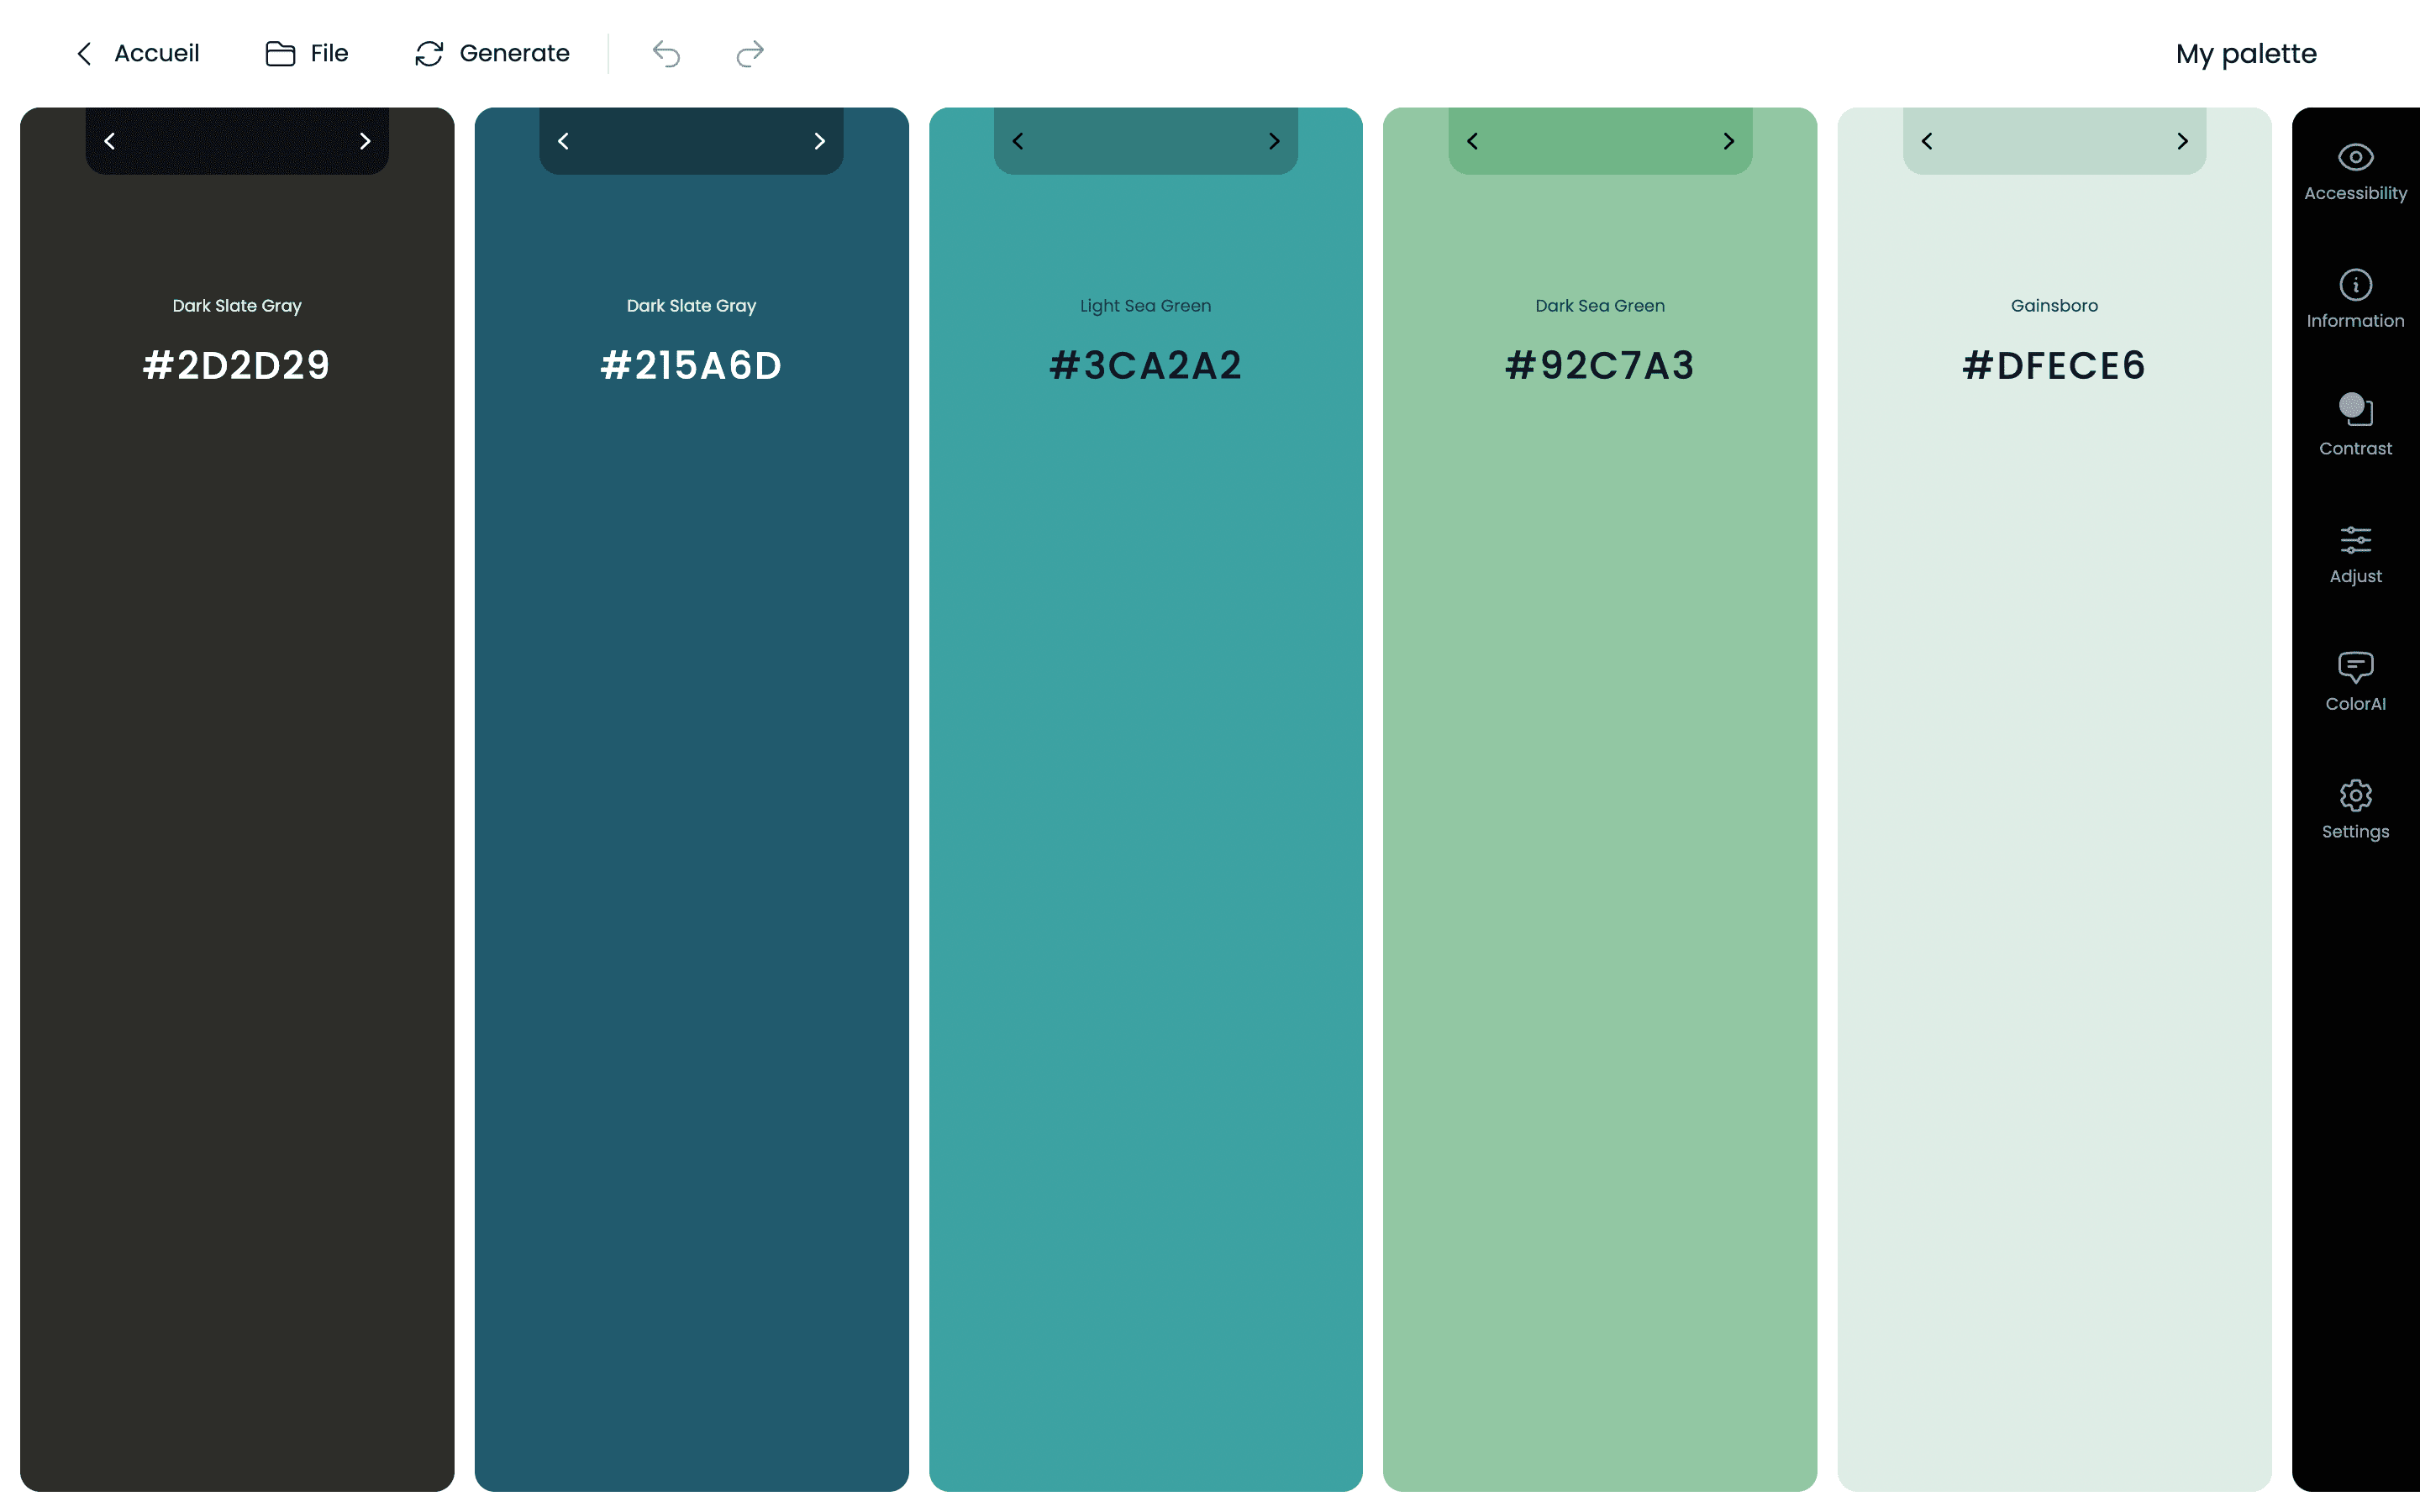 Accueil File Generate My palette
Dark Slate Gray
#2D2D29
Dark Slate Gray
#215A6D
Light Sea Green
#3CA2A2
Dark Sea Green
#92C7A3
Gainsboro
#DFECE6
Accessibility
Information
Contrast
Adjust
ColorAI
Settings